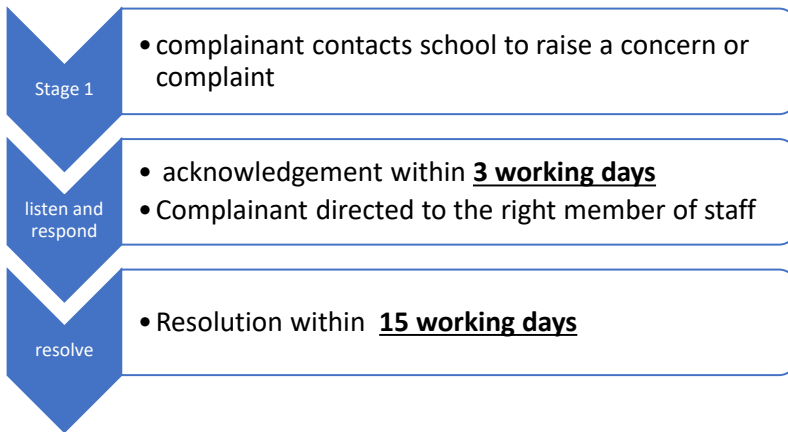 Stage 1
• complainant contacts school to raise a concern or
complaint
listen and
respond
• acknowledgement within 3 working days
• Complainant directed to the right member of staff
resolve
• Resolution within 15 working days